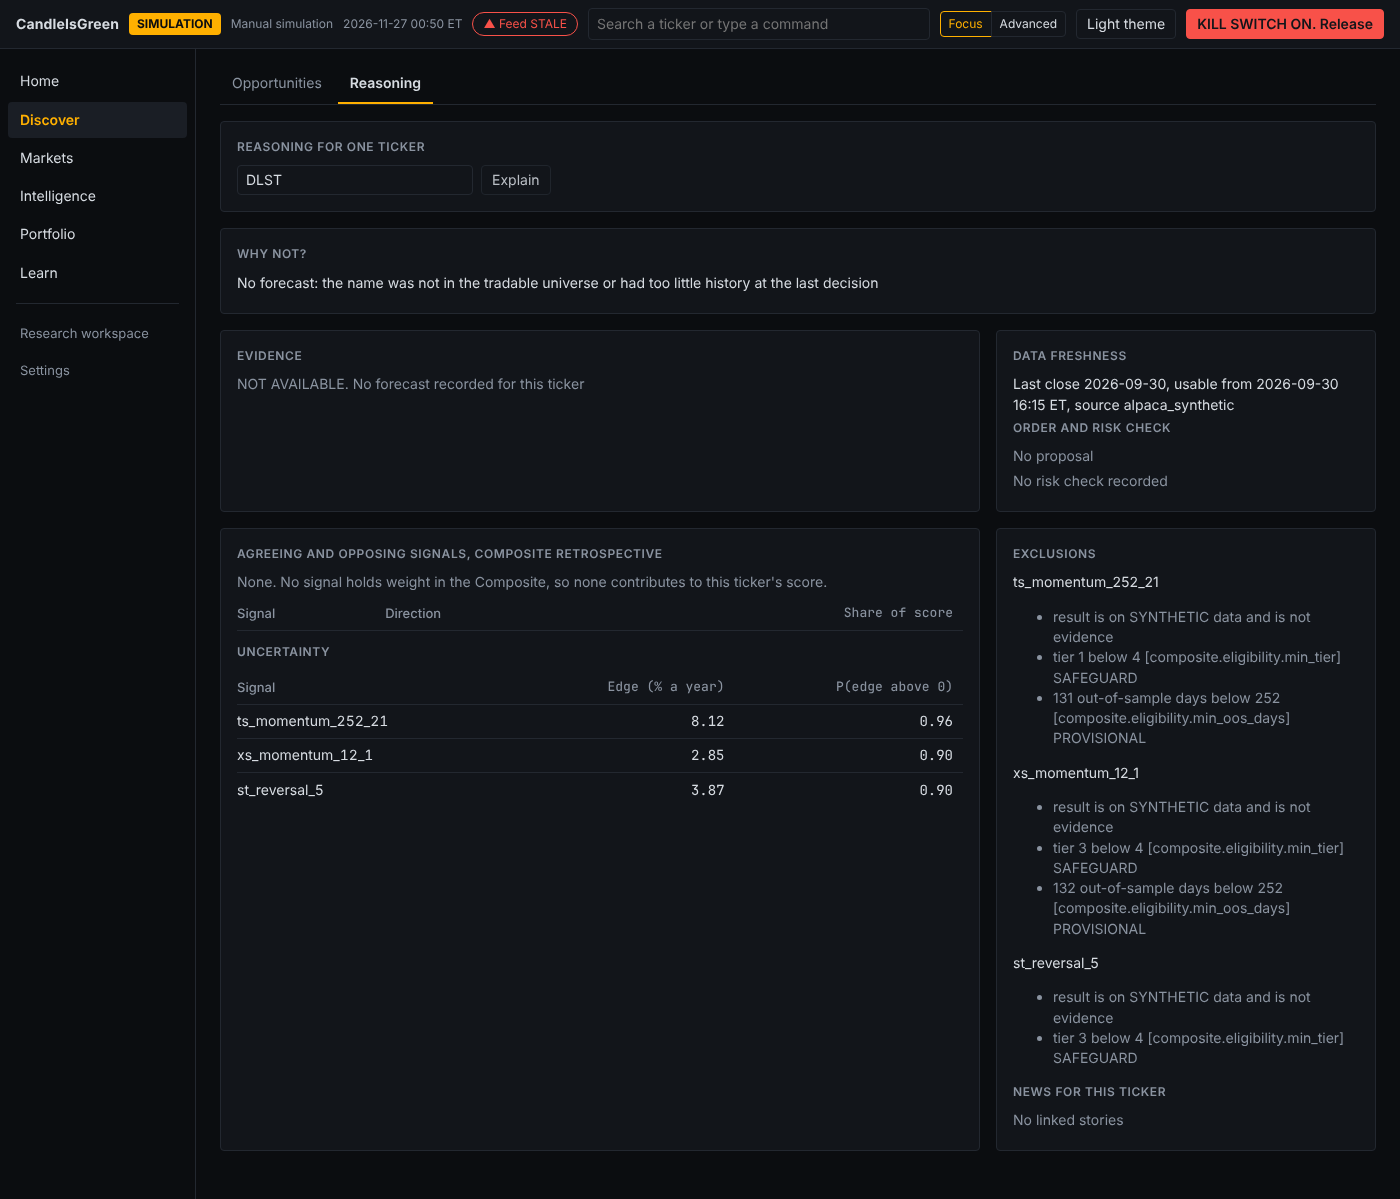 CandleIsGreen
SIMULATION
Manual simulation
2026-11-27 00:50 ET
▲ Feed STALE
Search a ticker or type a command
Focus
Advanced
Light theme
KILL SWITCH ON. Release
Home
Discover
Markets
Intelligence
Portfolio
Learn
Research workspace
Settings
Opportunities
Reasoning
REASONING FOR ONE TICKER
DLST
Explain
WHY NOT?
No forecast: the name was not in the tradable universe or had too little history at the last decision
EVIDENCE
NOT AVAILABLE. No forecast recorded for this ticker
DATA FRESHNESS
Last close 2026-09-30, usable from 2026-09-30
16:15 ET, source alpaca_synthetic
ORDER AND RISK CHECK
No proposal
No risk check recorded
AGREEING AND OPPOSING SIGNALS, COMPOSITE RETROSPECTIVE
None. No signal holds weight in the Composite, so none contributes to this ticker's score.
Signal Direction Share of score
UNCERTAINTY
Signal Edge (% a year) P(edge above 0)
ts_momentum_252_21 8.12 0.96
xs_momentum_12_1 2.85 0.90
st_reversal_5 3.87 0.90
EXCLUSIONS
ts_momentum_252_21
• result is on SYNTHETIC data and is not
evidence
• tier 1 below 4 [composite.eligibility.min_tier]
SAFEGUARD
• 131 out-of-sample days below 252
[composite.eligibility.min_oos_days]
PROVISIONAL
xs_momentum_12_1
• result is on SYNTHETIC data and is not
evidence
• tier 3 below 4 [composite.eligibility.min_tier]
SAFEGUARD
• 132 out-of-sample days below 252
[composite.eligibility.min_oos_days]
PROVISIONAL
st_reversal_5
• result is on SYNTHETIC data and is not
evidence
• tier 3 below 4 [composite.eligibility.min_tier]
SAFEGUARD
NEWS FOR THIS TICKER
No linked stories